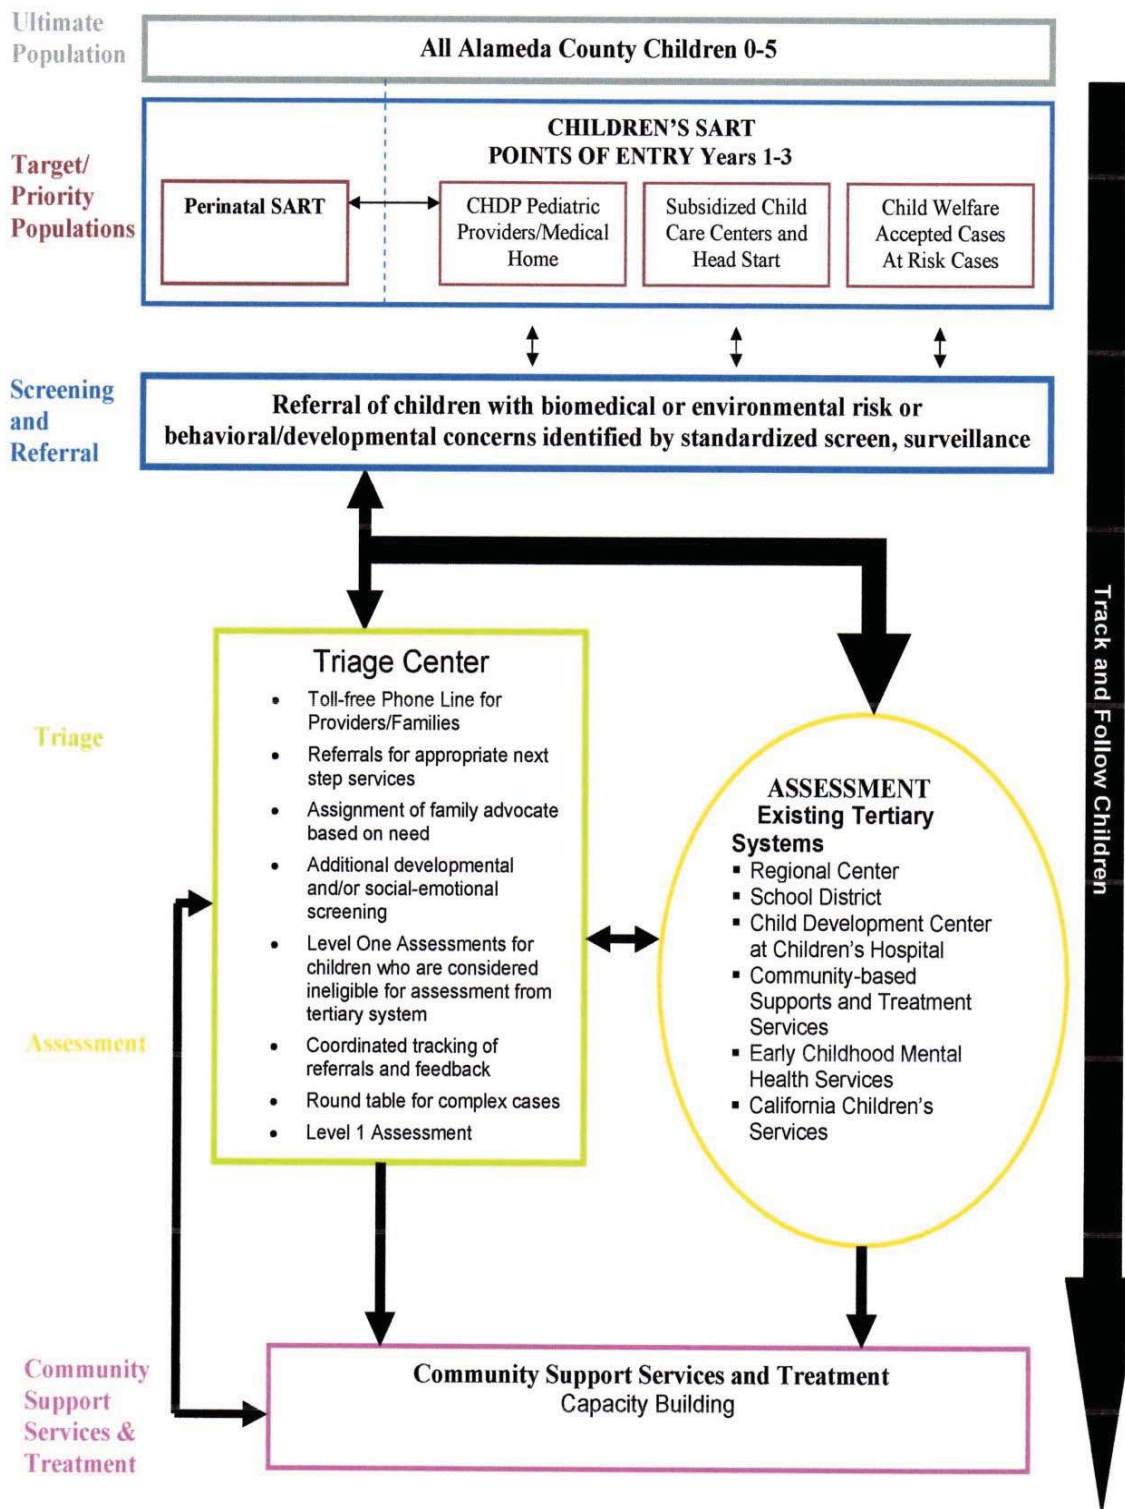 Ultimate
Population
All Alameda County Children 0-5
Target/
Priority
Populations
CHILDREN'S SART
POINTS OF ENTRY Years 1-3
Perinatal SART
CHDP Pediatric
Providers/Medical
Home
Subsidized Child
Care Centers and
Head Start
Child Welfare
Accepted Cases
At Risk Cases
Screening
and
Referral
Referral of children with biomedical or environmental risk or
behavioral/developmental concerns identified by standardized screen, surveillance
Triage
Triage Center
• Toll-free Phone Line for
Providers/Families
• Referrals for appropriate next
step services
• Assignment of family advocate
based on need
• Additional developmental
and/or social-emotional
screening
• Level One Assessments for
children who are considered
ineligible for assessment from
tertiary system
• Coordinated tracking of
referrals and feedback
• Round table for complex cases
• Level 1 Assessment
Assessment
ASSESSMENT
Existing Tertiary
Systems
▪ Regional Center
▪ School District
▪ Child Development Center
at Children's Hospital
▪ Community-based
Supports and Treatment
Services
▪ Early Childhood Mental
Health Services
▪ California Children's
Services
Track and Follow Children
Community
Support
Services &
Treatment
Community Support Services and Treatment
Capacity Building